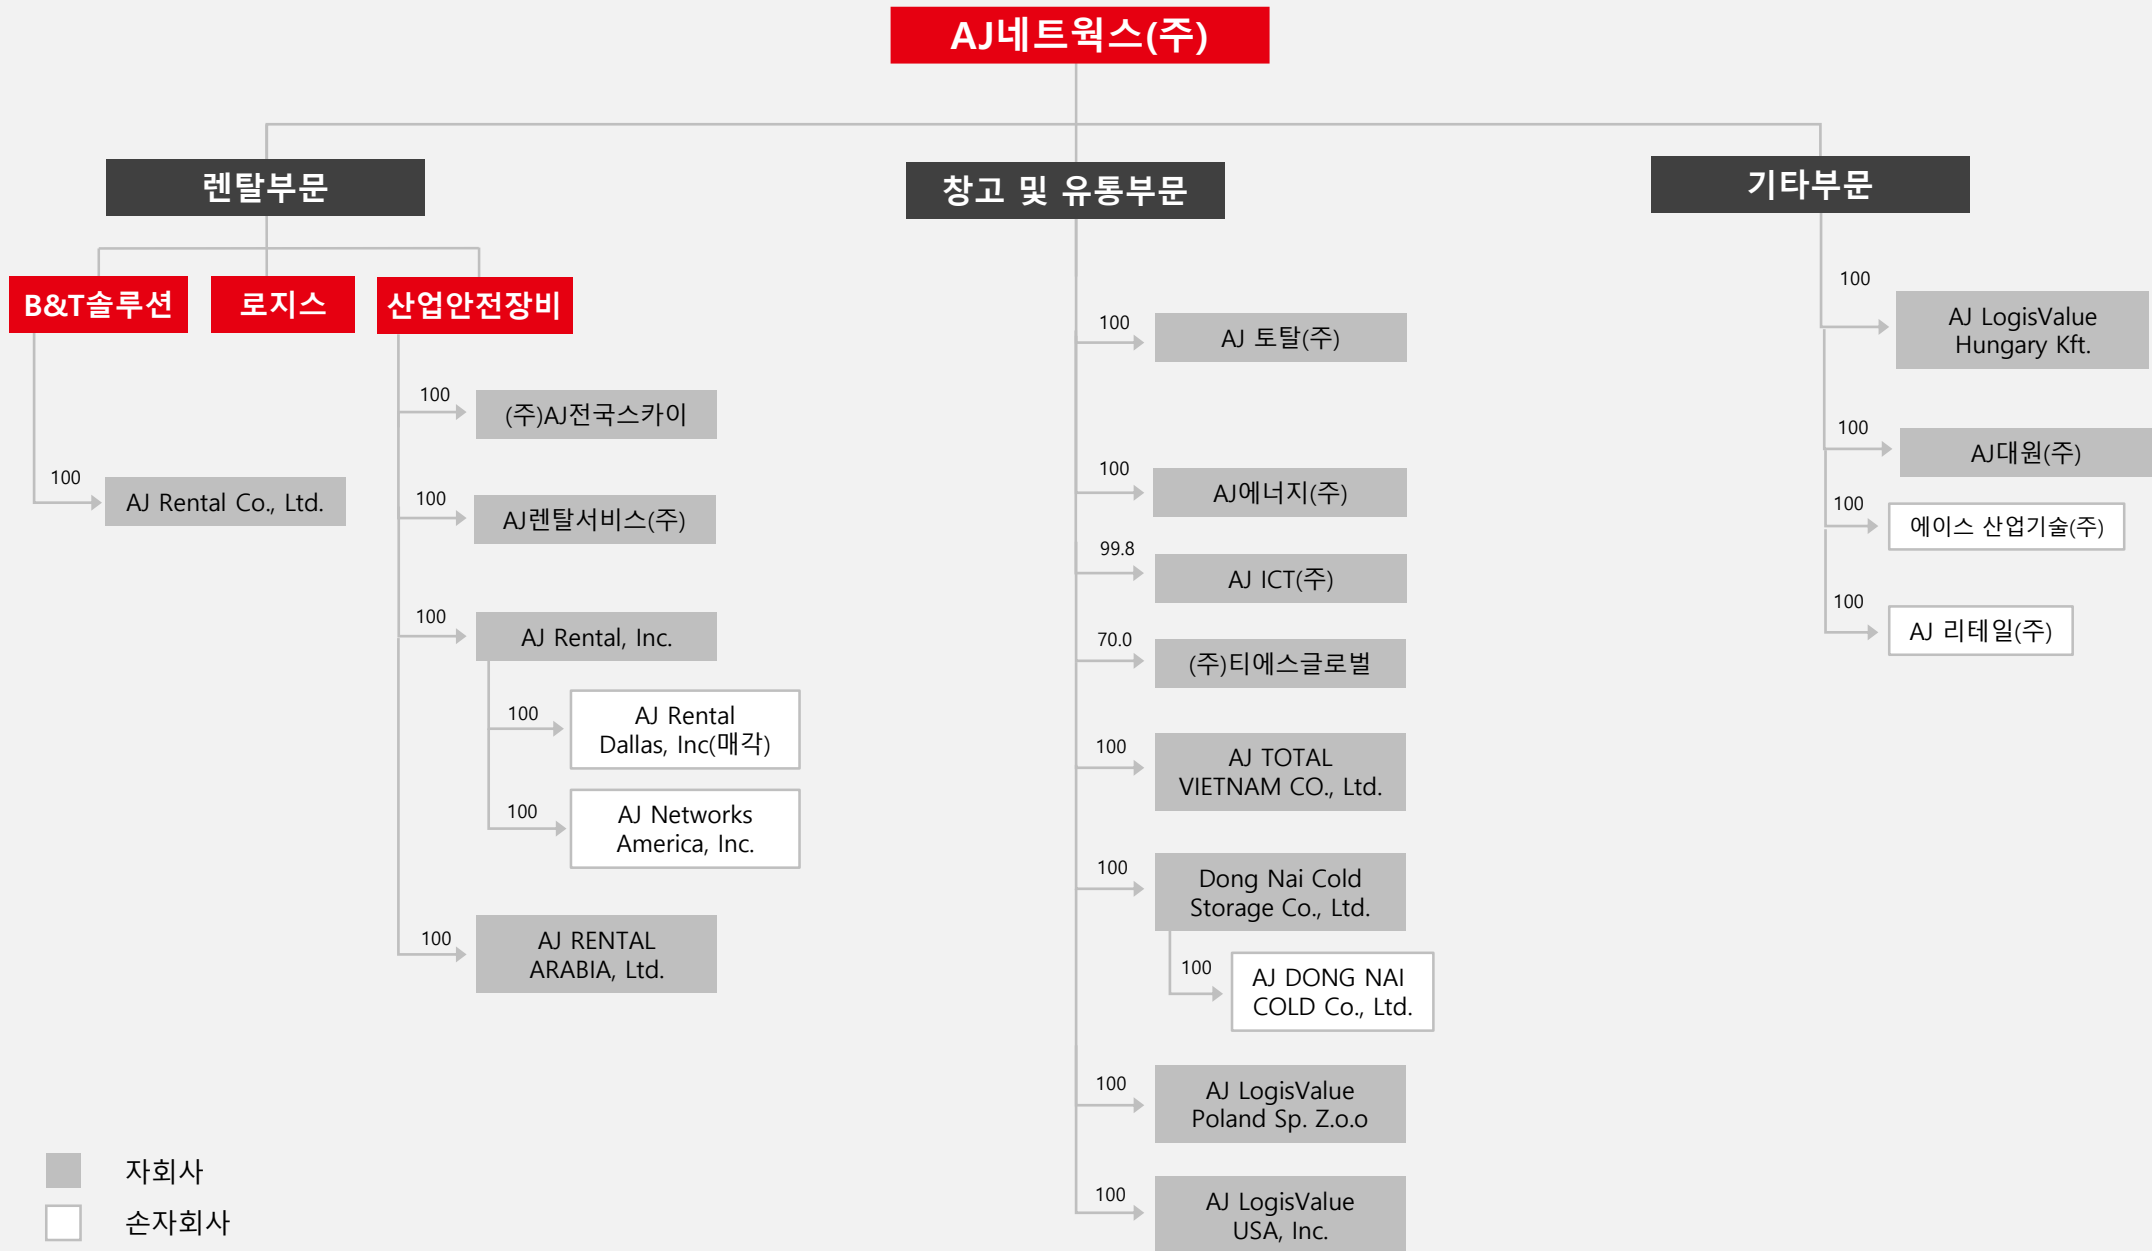 AJ네트웍스(주)
렌탈부문
창고 및 유통부문
기타부문
B&T솔루션
로지스
산업안전장비
100
AJ Rental Co., Ltd.
100
(주)AJ전국스카이
100
AJ렌탈서비스(주)
100
AJ Rental, Inc.
100
AJ Rental
Dallas, Inc(매각)
100
AJ Networks
America, Inc.
100
AJ RENTAL
ARABIA, Ltd.
100
AJ 토탈(주)
100
AJ에너지(주)
99.8
AJ ICT(주)
70.0
(주)티에스글로벌
100
AJ TOTAL
VIETNAM CO., Ltd.
100
Dong Nai Cold
Storage Co., Ltd.
100
AJ DONG NAI
COLD Co., Ltd.
100
AJ LogisValue
Poland Sp. Z.o.o
100
AJ LogisValue
USA, Inc.
100
AJ LogisValue
Hungary Kft.
100
AJ대원(주)
100
에이스 산업기술(주)
100
AJ 리테일(주)
자회사
손자회사